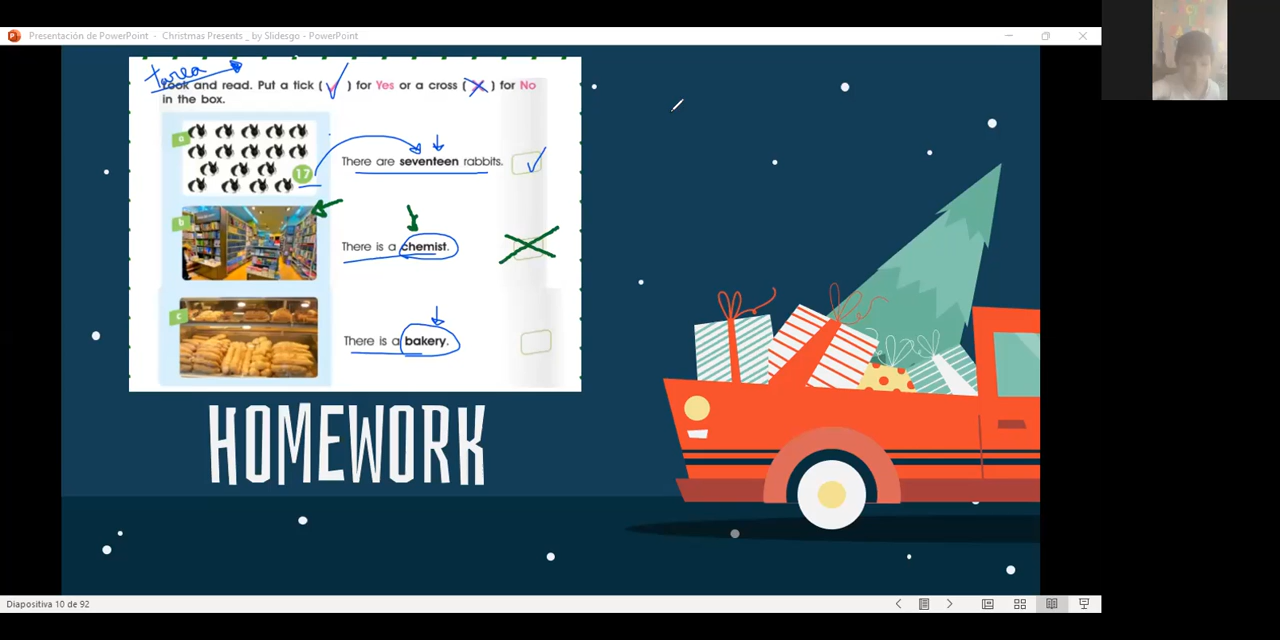 Presentación de PowerPoint - Christmas Presents _ by Slidesgo - PowerPoint
tarea
Look and read. Put a tick ( ✓ ) for Yes or a cross ( ✗ ) for No
in the box.
a
17
There are seventeen rabbits.
b
There is a chemist.
c
There is a bakery.
HOMEWORK
Diapositiva 10 de 92